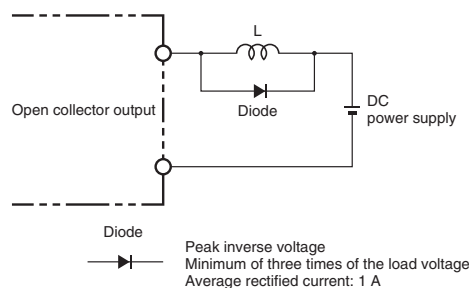 L
Open collector output
Diode
DC
power supply
Diode
Peak inverse voltage
Minimum of three times of the load voltage
Average rectified current: 1 A